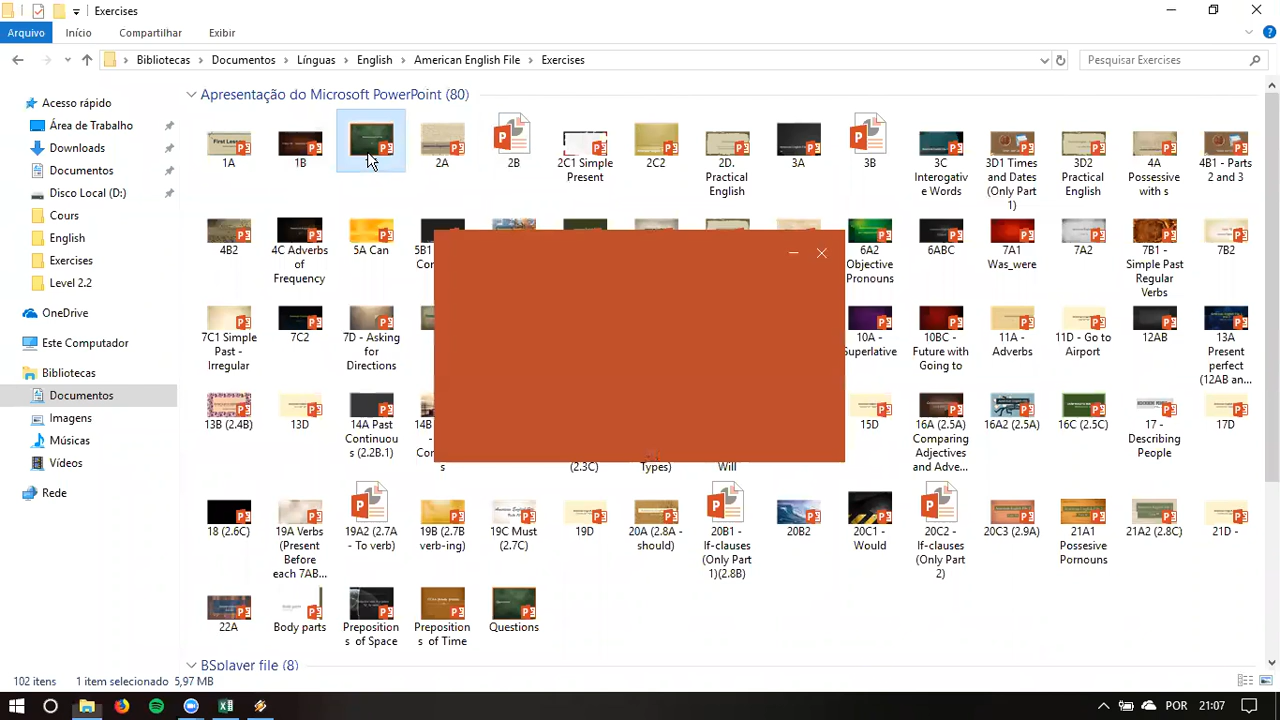 Exercises
Arquivo Início Compartilhar Exibir
Bibliotecas Documentos Línguas English American English File Exercises
Pesquisar Exercises
Acesso rápido
Área de Trabalho
Downloads
Documentos
Disco Local (D:)
Cours
English
Exercises
Level 2.2
OneDrive
Este Computador
Bibliotecas
Documentos
Imagens
Músicas
Vídeos
Rede
Apresentação do Microsoft PowerPoint (80)
1A 1B 2A 2B 2C1 Simple 2C2 2D. 3A 3B 3C 3D1 Times 3D2 4A 4B1 - Parts
Present Practical Interogativ and Dates Practical Possessive 2 and 3
English e Words (Only Part English with s
1)
4B2 4C Adverbs 5A Can 5B1 6A2 6ABC 7A1 7A2 7B1 - 7B2
of Objective Was_were Simple Past
Frequency Pronouns Regular
Verbs
7C1 Simple 7C2 7D - Asking 10A - 10BC - 11A - 11D - Go to 12AB 13A
Past - for Superlative Future with Adverbs Airport Present
Irregular Directions Going to perfect
(12AB an...
13B (2.4B) 13D 14A Past 15D 16A (2.5A) 16A2 (2.5A) 16C (2.5C) 17 - 17D
Continuou Comparing Describing
s (2.2B.1) Adjectives People
s (2.3C) Types) Will and Adve...
18 (2.6C) 19A Verbs 19A2 (2.7A 19B (2.7B 19C Must 19D 20A (2.8A - 20B1 - 20B2 20C1 - 20C2 - 20C3 (2.9A) 21A1 21A2 (2.8C) 21D -
(Present - To verb) verb-ing) (2.7C) should) If-clauses Would If-clauses Possesive
Before (Only Part (Only Part Pornouns
each 7AB... 1)(2.8B) 2)
22A Body parts Preposition Preposition Questions
s of Space s of Time
BSplayer file (8)
102 itens 1 item selecionado 5,97 MB
POR 21:07